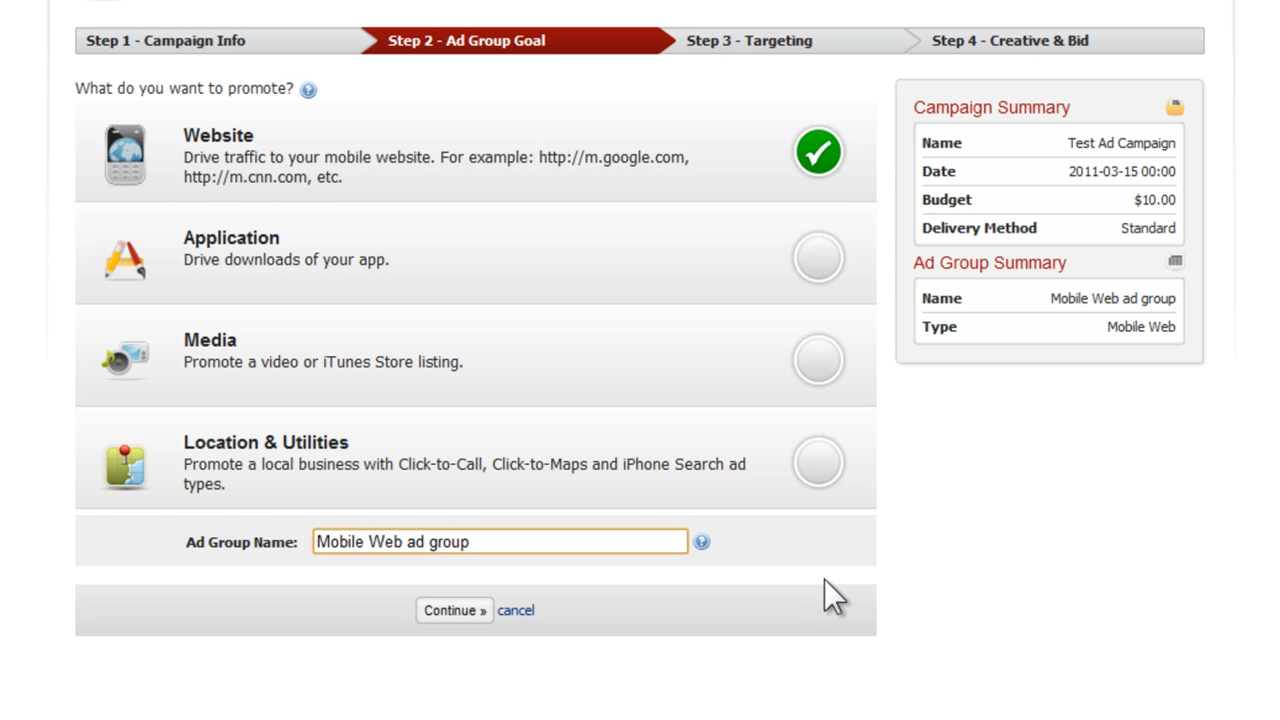 Step 1 - Campaign Info
Step 2 - Ad Group Goal
Step 3 - Targeting
Step 4 - Creative & Bid
What do you want to promote?
Website
Drive traffic to your mobile website. For example: http://m.google.com,
http://m.cnn.com, etc.
Application
Drive downloads of your app.
Media
Promote a video or iTunes Store listing.
Location & Utilities
Promote a local business with Click-to-Call, Click-to-Maps and iPhone Search ad
types.
Ad Group Name: Mobile Web ad group
Continue » cancel
Campaign Summary
Name Test Ad Campaign
Date 2011-03-15 00:00
Budget $10.00
Delivery Method Standard
Ad Group Summary
Name Mobile Web ad group
Type Mobile Web